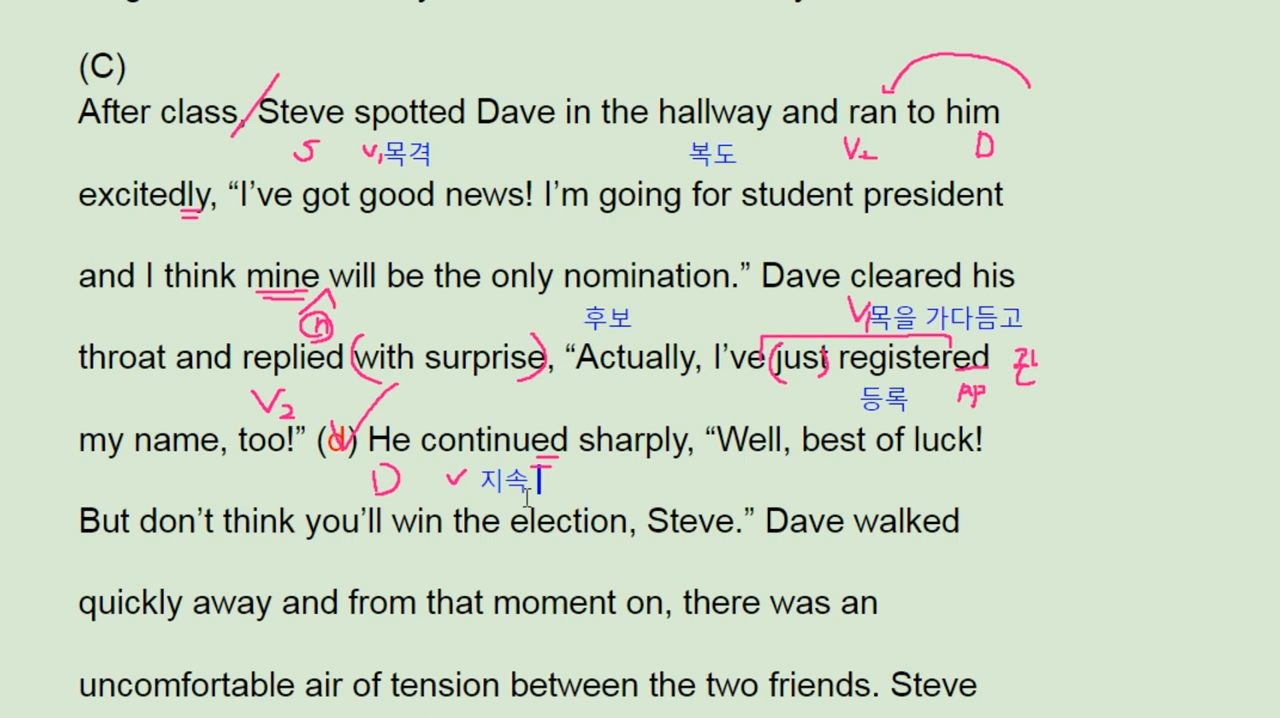 (C)
After class, Steve spotted Dave in the hallway and ran to him
S V₁목격 복도 V₂ D
excitedly, “I’ve got good news! I’m going for student president
and I think mine will be the only nomination.” Dave cleared his
n 후보 V₁목을 가다듬고
throat and replied (with surprise), “Actually, I’ve (just) registered
V₂ 등록 pp
my name, too!” (d) He continued sharply, “Well, best of luck!
D v 지속
But don’t think you’ll win the election, Steve.” Dave walked
quickly away and from that moment on, there was an
uncomfortable air of tension between the two friends. Steve